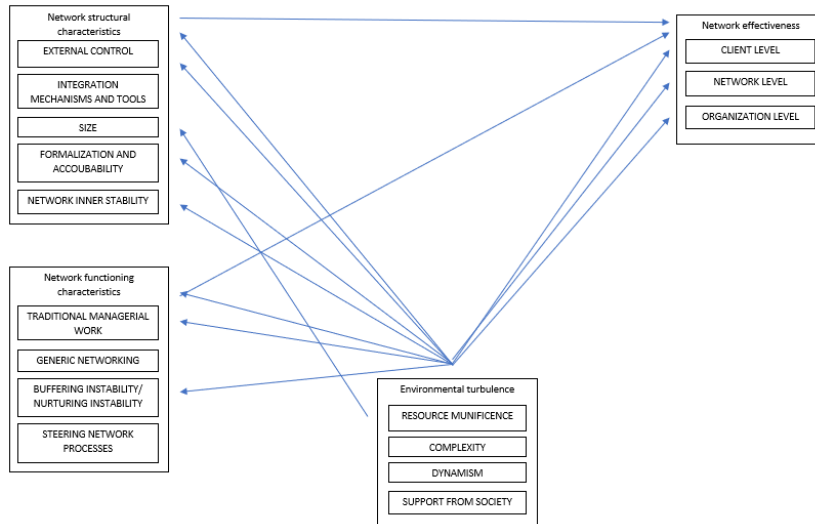 Network structural
characteristics
EXTERNAL CONTROL
INTEGRATION
MECHANISMS AND TOOLS
SIZE
FORMALIZATION AND
ACCOUBABILITY
NETWORK INNER STABILITY
Network effectiveness
CLIENT LEVEL
NETWORK LEVEL
ORGANIZATION LEVEL
Network functioning
characteristics
TRADITIONAL MANAGERIAL
WORK
GENERIC NETWORKING
BUFFERING INSTABILITY/
NURTURING INSTABILITY
STEERING NETWORK
PROCESSES
Environmental turbulence
RESOURCE MUNIFICENCE
COMPLEXITY
DYNAMISM
SUPPORT FROM SOCIETY